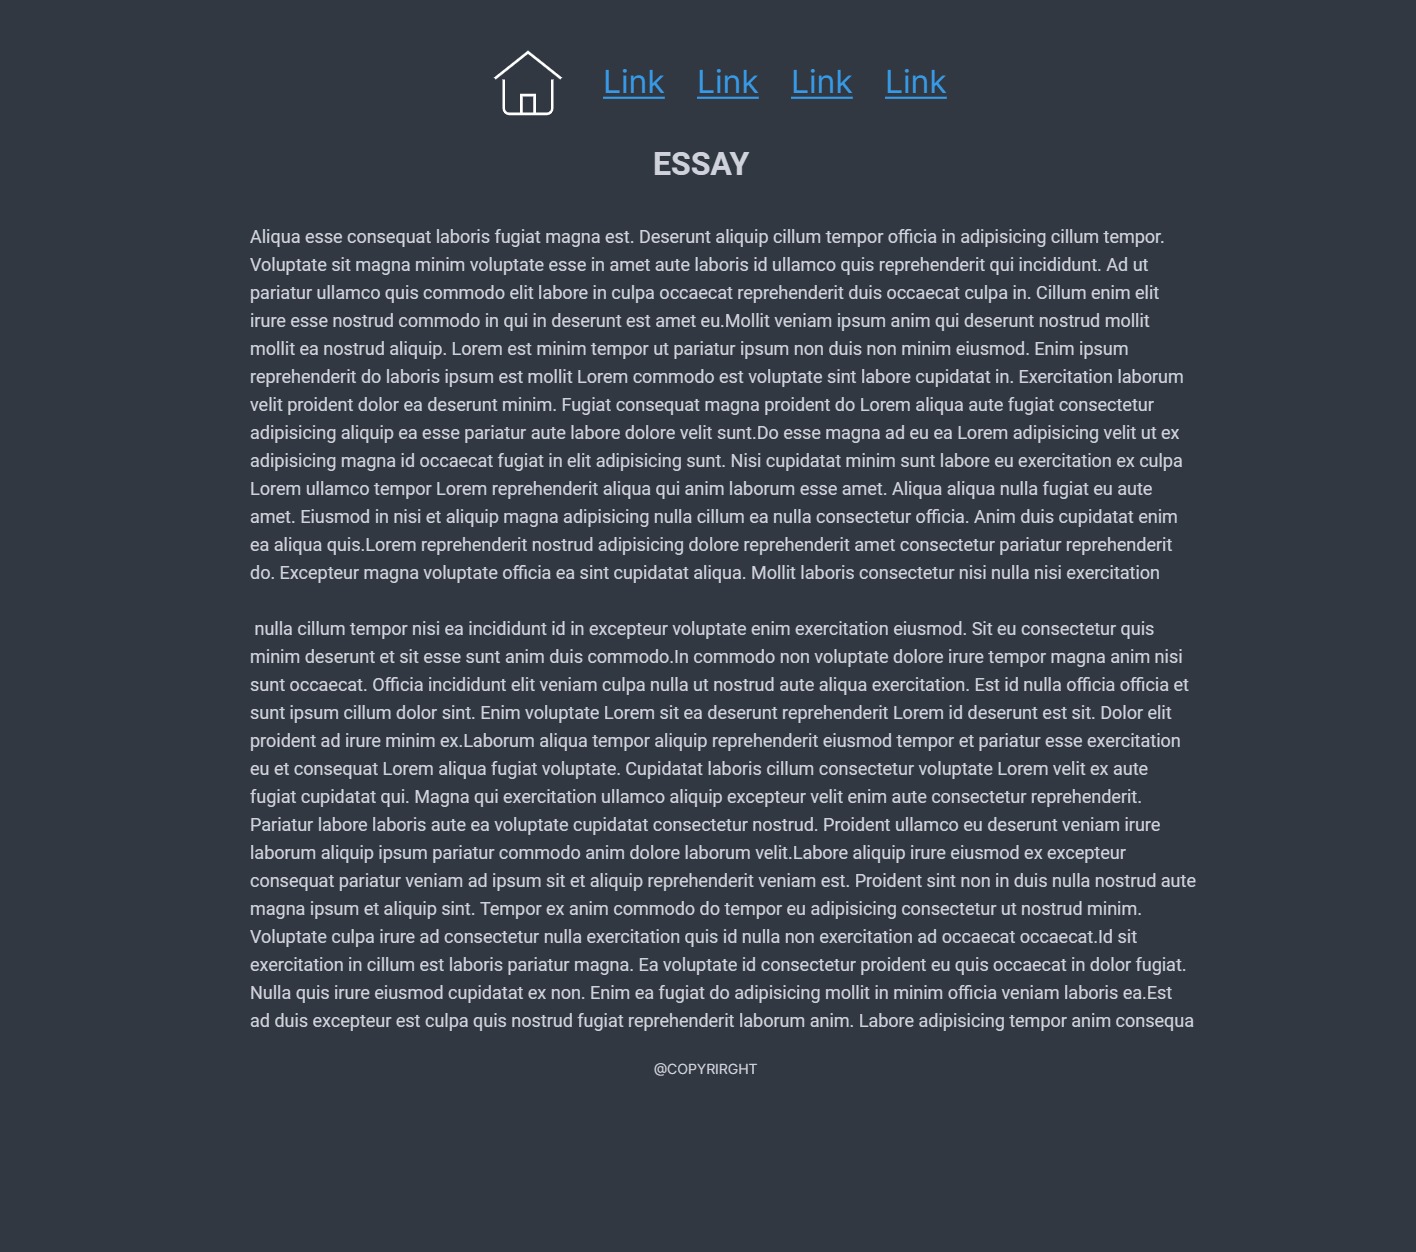 Link Link Link Link
ESSAY
Aliqua esse consequat laboris fugiat magna est. Deserunt aliquip cillum tempor officia in adipisicing cillum tempor.
Voluptate sit magna minim voluptate esse in amet aute laboris id ullamco quis reprehenderit qui incididunt. Ad ut
pariatur ullamco quis commodo elit labore in culpa occaecat reprehenderit duis occaecat culpa in. Cillum enim elit
irure esse nostrud commodo in qui in deserunt est amet eu.Mollit veniam ipsum anim qui deserunt nostrud mollit
mollit ea nostrud aliquip. Lorem est minim tempor ut pariatur ipsum non duis non minim eiusmod. Enim ipsum
reprehenderit do laboris ipsum est mollit Lorem commodo est voluptate sint labore cupidatat in. Exercitation laborum
velit proident dolor ea deserunt minim. Fugiat consequat magna proident do Lorem aliqua aute fugiat consectetur
adipisicing aliquip ea esse pariatur aute labore dolore velit sunt.Do esse magna ad eu ea Lorem adipisicing velit ut ex
adipisicing magna id occaecat fugiat in elit adipisicing sunt. Nisi cupidatat minim sunt labore eu exercitation ex culpa
Lorem ullamco tempor Lorem reprehenderit aliqua qui anim laborum esse amet. Aliqua aliqua nulla fugiat eu aute
amet. Eiusmod in nisi et aliquip magna adipisicing nulla cillum ea nulla consectetur officia. Anim duis cupidatat enim
ea aliqua quis.Lorem reprehenderit nostrud adipisicing dolore reprehenderit amet consectetur pariatur reprehenderit
do. Excepteur magna voluptate officia ea sint cupidatat aliqua. Mollit laboris consectetur nisi nulla nisi exercitation
nulla cillum tempor nisi ea incididunt id in excepteur voluptate enim exercitation eiusmod. Sit eu consectetur quis
minim deserunt et sit esse sunt anim duis commodo.In commodo non voluptate dolore irure tempor magna anim nisi
sunt occaecat. Officia incididunt elit veniam culpa nulla ut nostrud aute aliqua exercitation. Est id nulla officia officia et
sunt ipsum cillum dolor sint. Enim voluptate Lorem sit ea deserunt reprehenderit Lorem id deserunt est sit. Dolor elit
proident ad irure minim ex.Laborum aliqua tempor aliquip reprehenderit eiusmod tempor et pariatur esse exercitation
eu et consequat Lorem aliqua fugiat voluptate. Cupidatat laboris cillum consectetur voluptate Lorem velit ex aute
fugiat cupidatat qui. Magna qui exercitation ullamco aliquip excepteur velit enim aute consectetur reprehenderit.
Pariatur labore laboris aute ea voluptate cupidatat consectetur nostrud. Proident ullamco eu deserunt veniam irure
laborum aliquip ipsum pariatur commodo anim dolore laborum velit.Labore aliquip irure eiusmod ex excepteur
consequat pariatur veniam ad ipsum sit et aliquip reprehenderit veniam est. Proident sint non in duis nulla nostrud aute
magna ipsum et aliquip sint. Tempor ex anim commodo do tempor eu adipisicing consectetur ut nostrud minim.
Voluptate culpa irure ad consectetur nulla exercitation quis id nulla non exercitation ad occaecat occaecat.Id sit
exercitation in cillum est laboris pariatur magna. Ea voluptate id consectetur proident eu quis occaecat in dolor fugiat.
Nulla quis irure eiusmod cupidatat ex non. Enim ea fugiat do adipisicing mollit in minim officia veniam laboris ea.Est
ad duis excepteur est culpa quis nostrud fugiat reprehenderit laborum anim. Labore adipisicing tempor anim consequa
@COPYRIRGHT